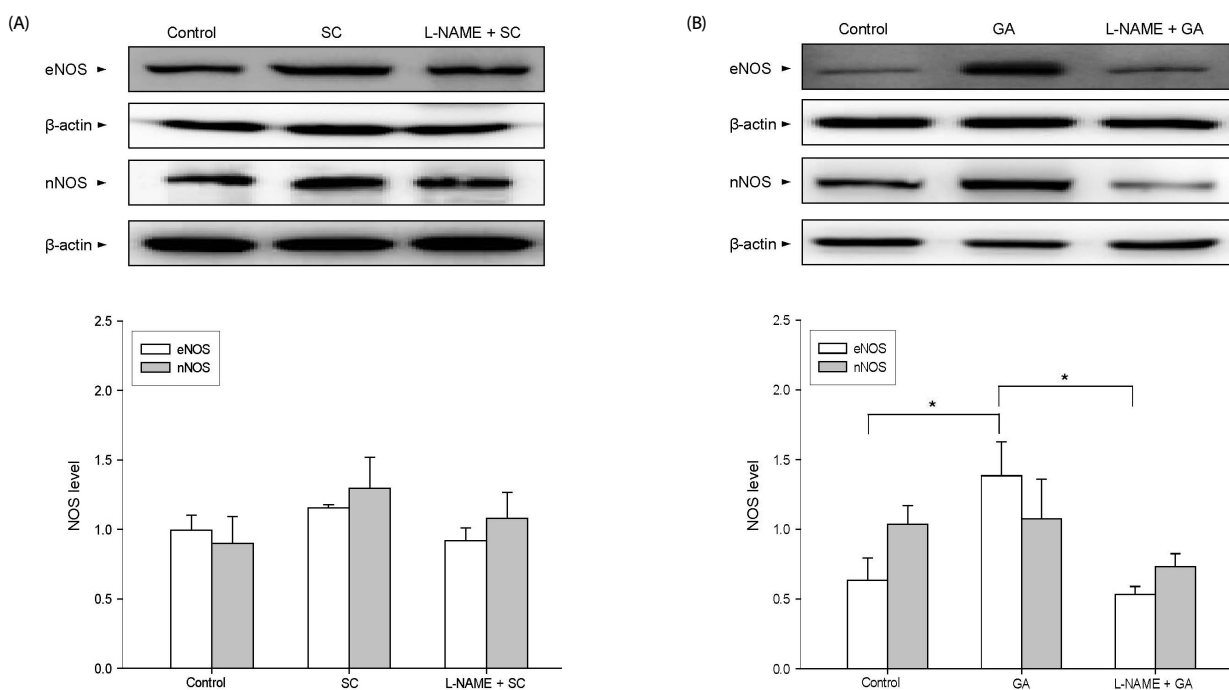 (A)
Control SC L-NAME + SC
eNOS ►
β-actin ►
nNOS ►
β-actin ►
2.5
2.0
1.5
1.0
0.5
0.0
NOS level
eNOS
nNOS
Control SC L-NAME + SC
(B)
Control GA L-NAME + GA
eNOS ►
β-actin ►
nNOS ►
β-actin ►
2.5
2.0
1.5
1.0
0.5
0.0
NOS level
eNOS
nNOS
*
*
Control GA L-NAME + GA